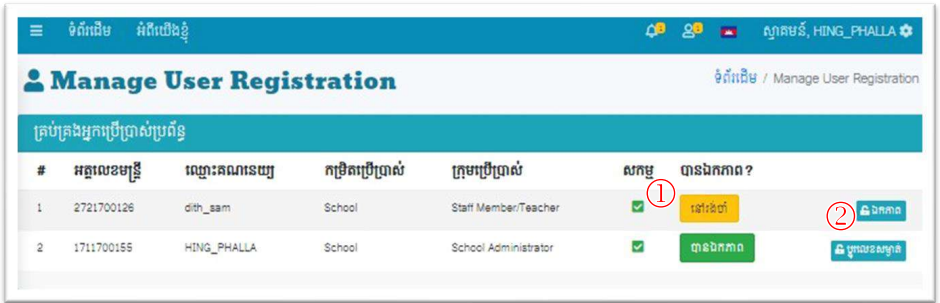 ទំព័រដើម អំពីយើងខ្ញុំ ស្វាគមន៍, HING_PHALLA
Manage User Registration ទំព័រដើម / Manage User Registration
គ្រប់គ្រងអ្នកប្រើប្រាស់ប្រព័ន្ធ
# អត្តលេខមន្ត្រី ឈ្មោះគណនេយ្យ កម្រិតប្រើប្រាស់ ក្រុមប្រើប្រាស់ សកម្ម បានឯកភាព?
1 2721700126 dith_sam School Staff Member/Teacher ① នៅរង់ចាំ ② ឯកភាព
2 1711700155 HING_PHALLA School School Administrator បានឯកភាព ប្តូរលេខសម្ងាត់